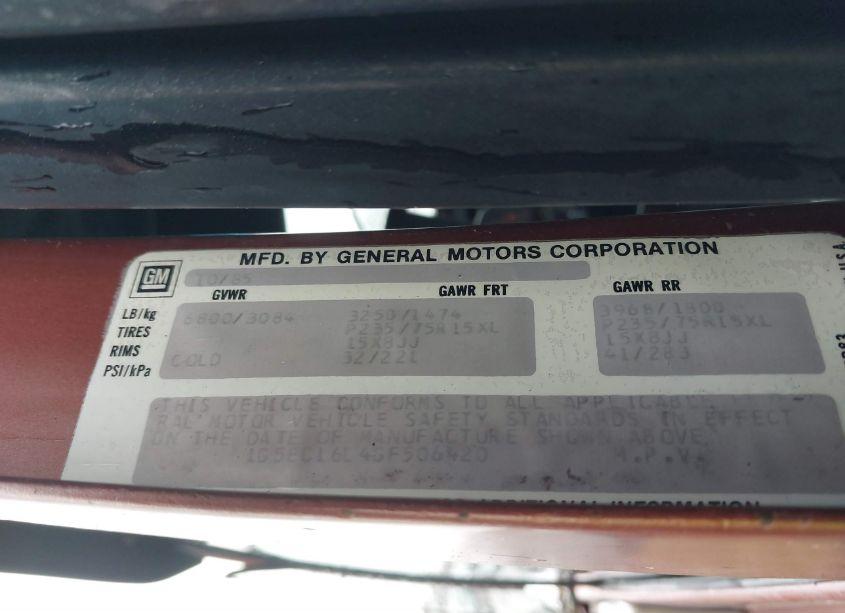 MFD. BY GENERAL MOTORS CORPORATION
GM 10/85
GVWR GAWR FRT GAWR RR
LB/kg 6800/3084 3250/1474 3968/1800
TIRES P235/75R15XL P235/75R15XL
RIMS 15X8JJ 15X8JJ
PSI/kPa COLD 32/221 41/283
THIS VEHICLE CONFORMS TO ALL APPLICABLE
RAL MOTOR VEHICLE SAFETY STANDARDS IN EFFECT
ON THE DATE OF MANUFACTURE SHOWN ABOVE.
M.P.V.
ADDITIONAL INFORMATION
USA